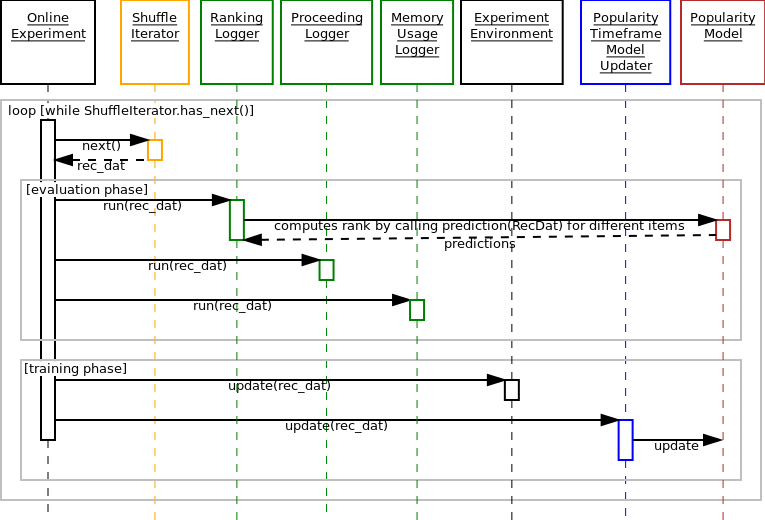 Online
Experiment
Shuffle
Iterator
Ranking
Logger
Proceeding
Logger
Memory
Usage
Logger
Experiment
Environment
Popularity
Timeframe
Model
Updater
Popularity
Model
loop [while ShuffleIterator.has_next()]
next()
rec_dat
[evaluation phase]
run(rec_dat)
computes rank by calling prediction(RecDat) for different items
predictions
run(rec_dat)
run(rec_dat)
[training phase]
update(rec_dat)
update(rec_dat)
update